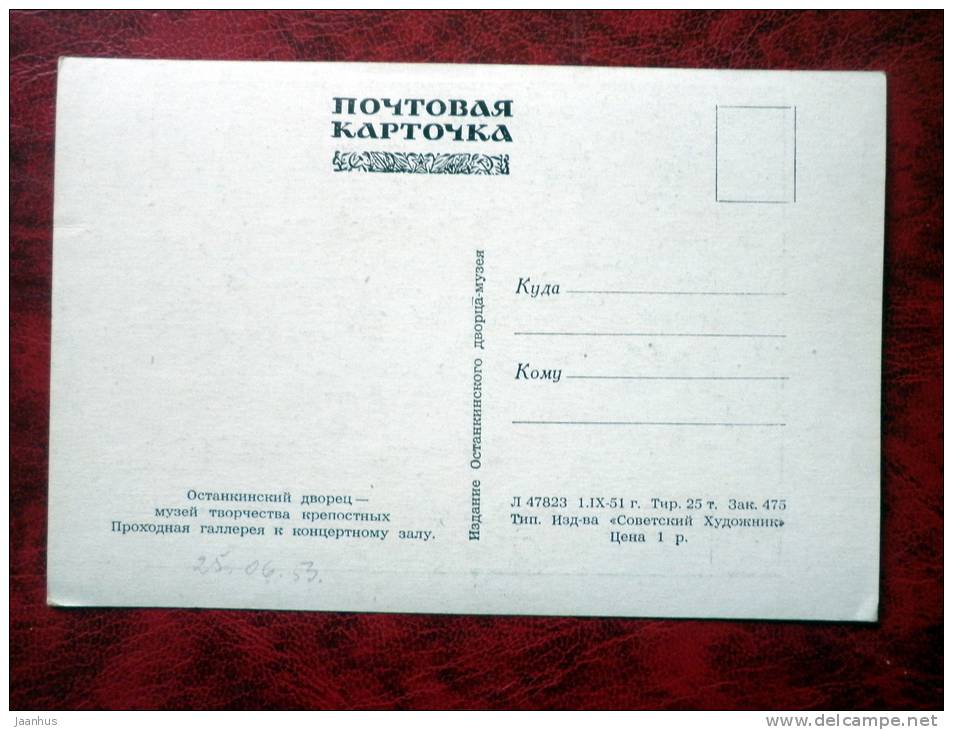 ПОЧТОВАЯ
КАРТОЧКА
Куда
Кому
Издание Останкинского дворца-музея
Останкинский дворец —
музей творчества крепостных
Проходная галлерея к концертному залу.
25.06.53.
Л 47823 1.IX-51 г. Тир. 25 т. Зак. 475
Тип. Изд-ва «Советский Художник»
Цена 1 р.
jaanhus
www.delcampe.net